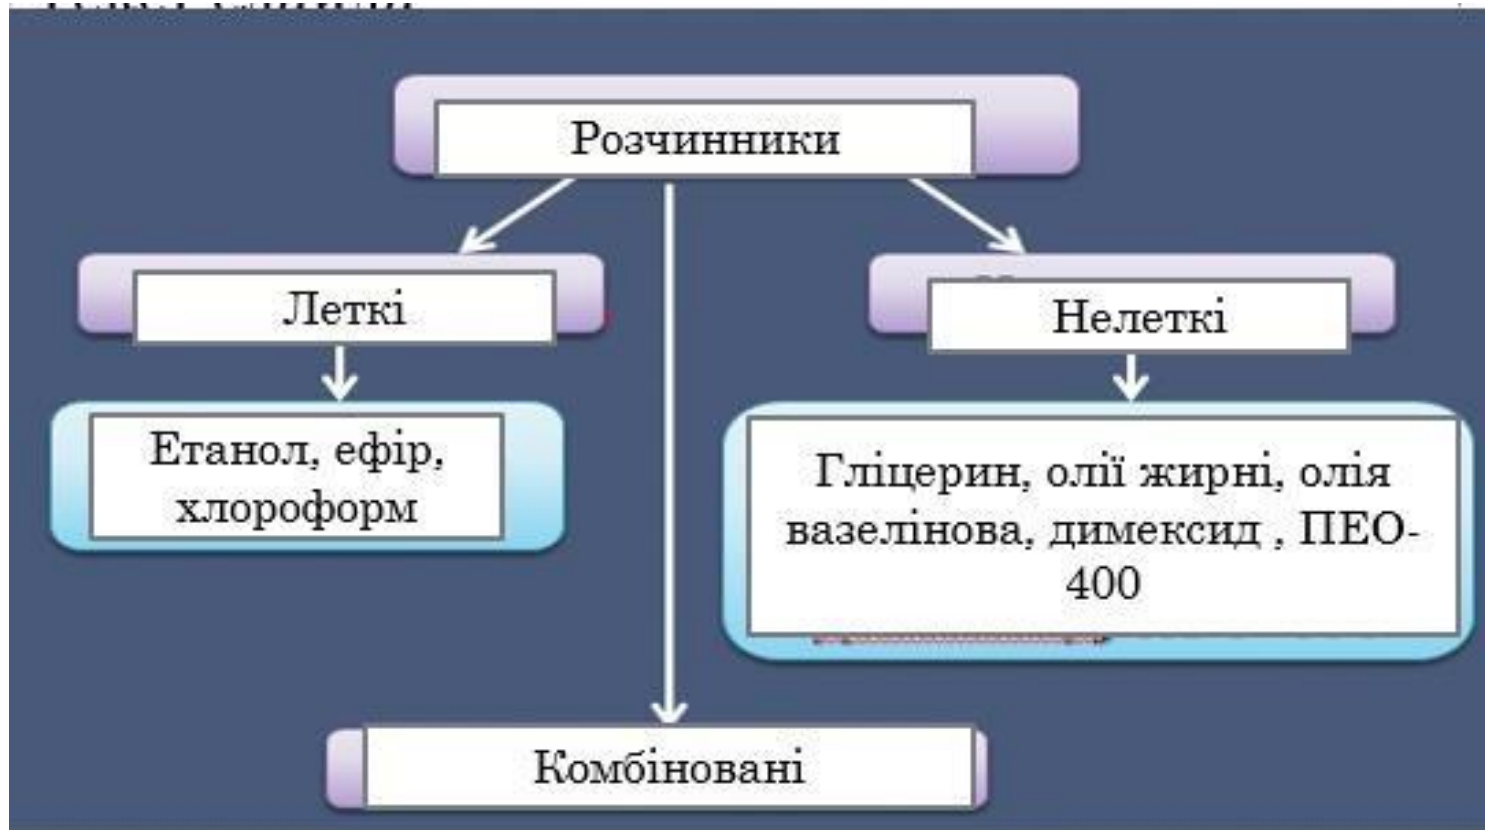 Розчинники
Леткі
Нелеткі
Етанол, ефір,
хлороформ
Гліцерин, олії жирні, олія
вазелінова, димексид , ПЕО-
400
Комбіновані